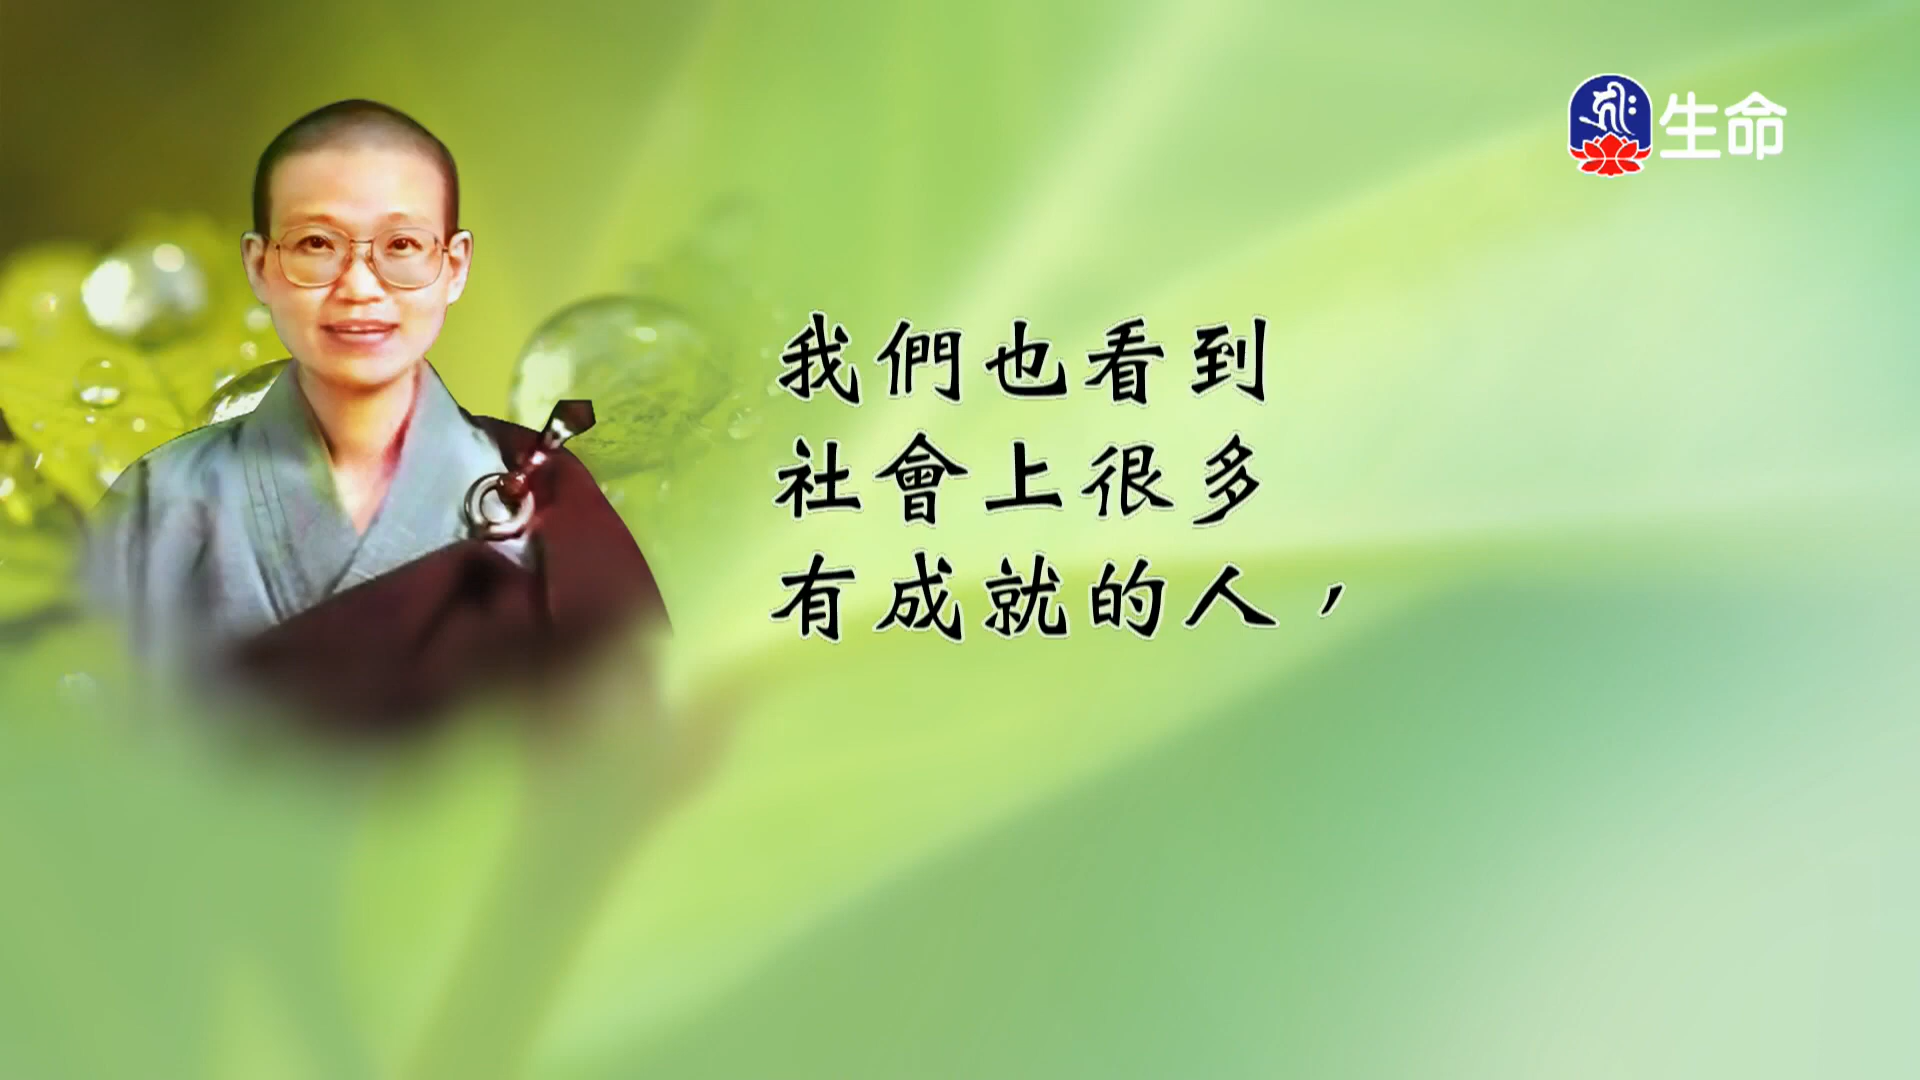 生命
我們也看到
社會上很多
有成就的人，